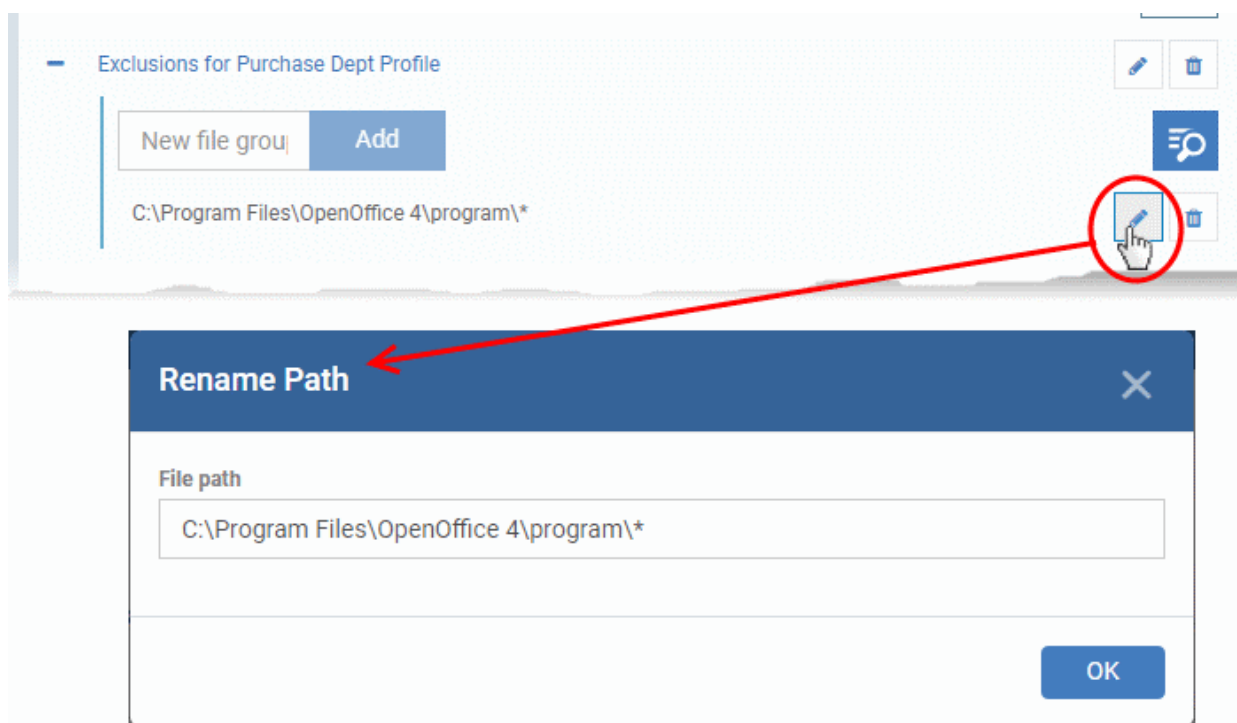 Exclusions for Purchase Dept Profile
New file grou
Add
C:\Program Files\OpenOffice 4\program\*
Rename Path
File path
C:\Program Files\OpenOffice 4\program\*
OK